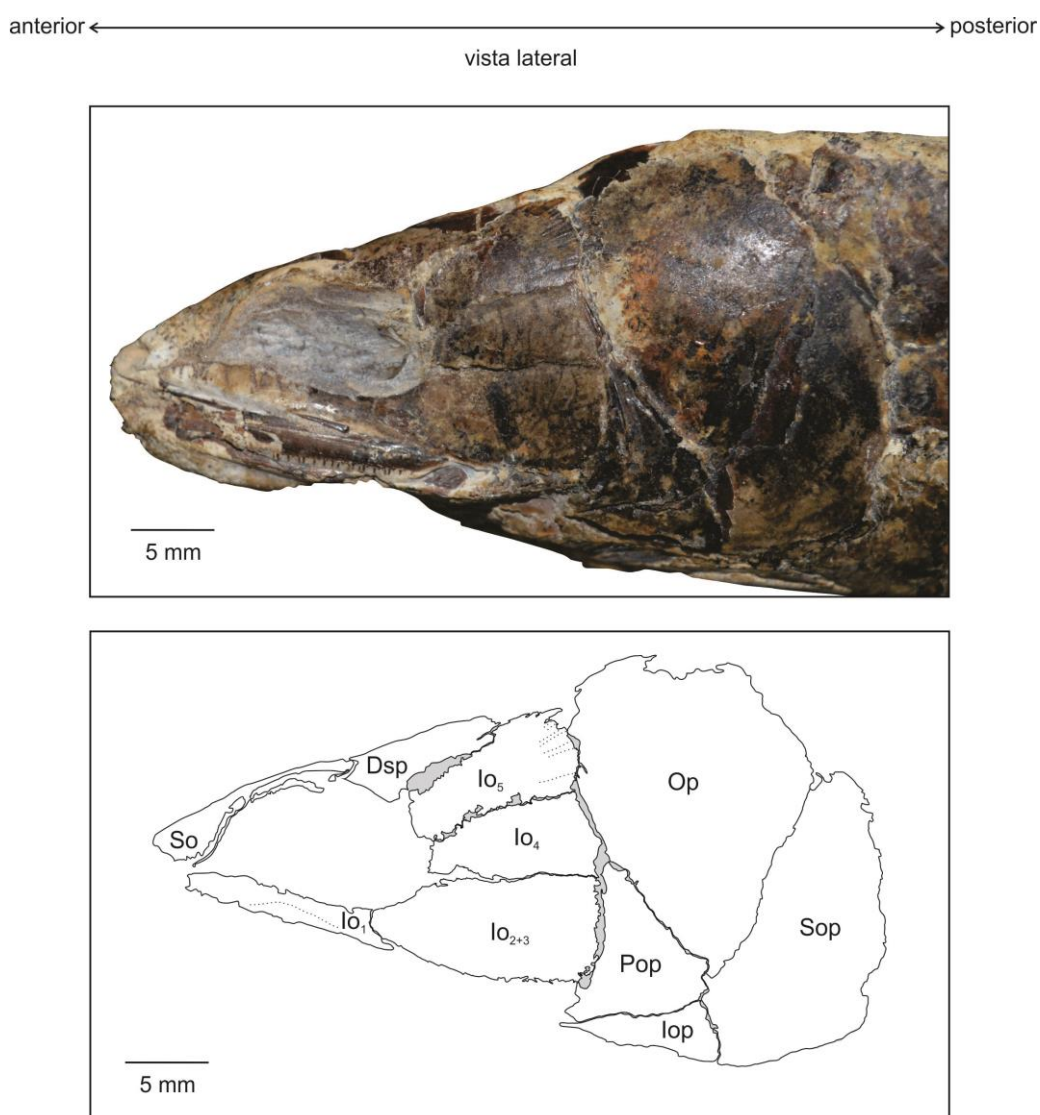 anterior posterior
vista lateral
5 mm
Dsp
Io5
Op
So
Io4
Io1
Io2+3
Sop
Pop
Iop
5 mm